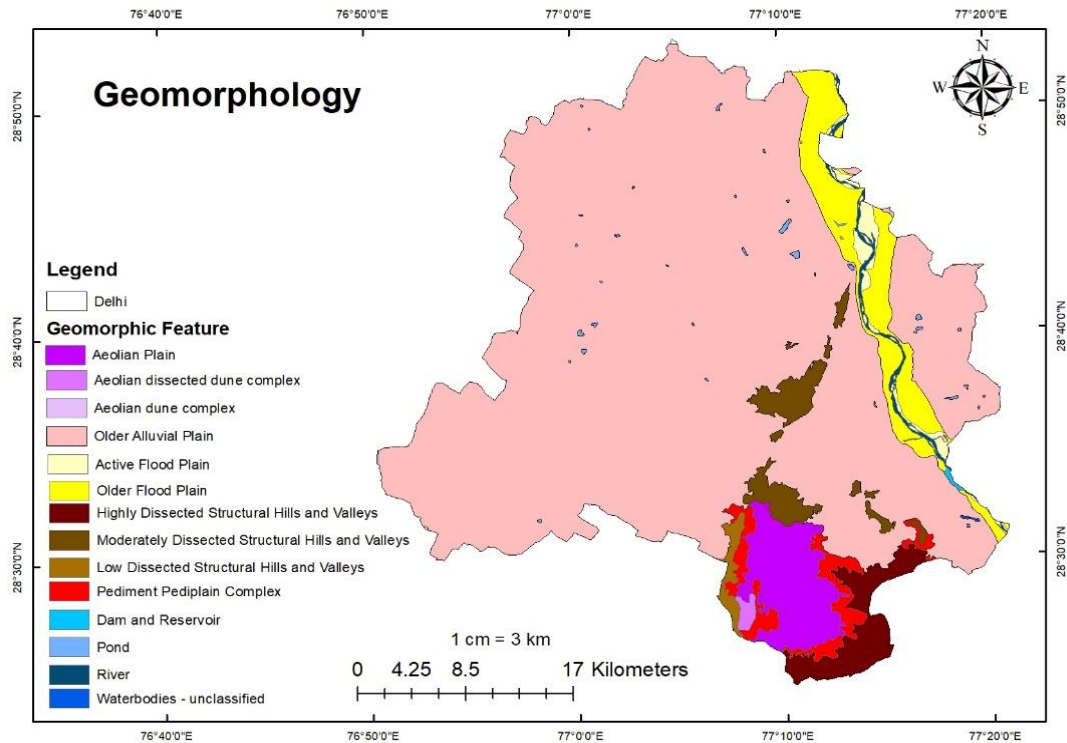 76°40'0"E 76°50'0"E 77°0'0"E 77°10'0"E 77°20'0"E
Geomorphology
N
W E
S
28°50'0"N 28°50'0"N
28°40'0"N 28°40'0"N
28°30'0"N 28°30'0"N
Legend
Delhi
Geomorphic Feature
Aeolian Plain
Aeolian dissected dune complex
Aeolian dune complex
Older Alluvial Plain
Active Flood Plain
Older Flood Plain
Highly Dissected Structural Hills and Valleys
Moderately Dissected Structural Hills and Valleys
Low Dissected Structural Hills and Valleys
Pediment Pediplain Complex
Dam and Reservoir
Pond
River
Waterbodies - unclassified
1 cm = 3 km
0 4.25 8.5 17 Kilometers
76°40'0"E 76°50'0"E 77°0'0"E 77°10'0"E 77°20'0"E